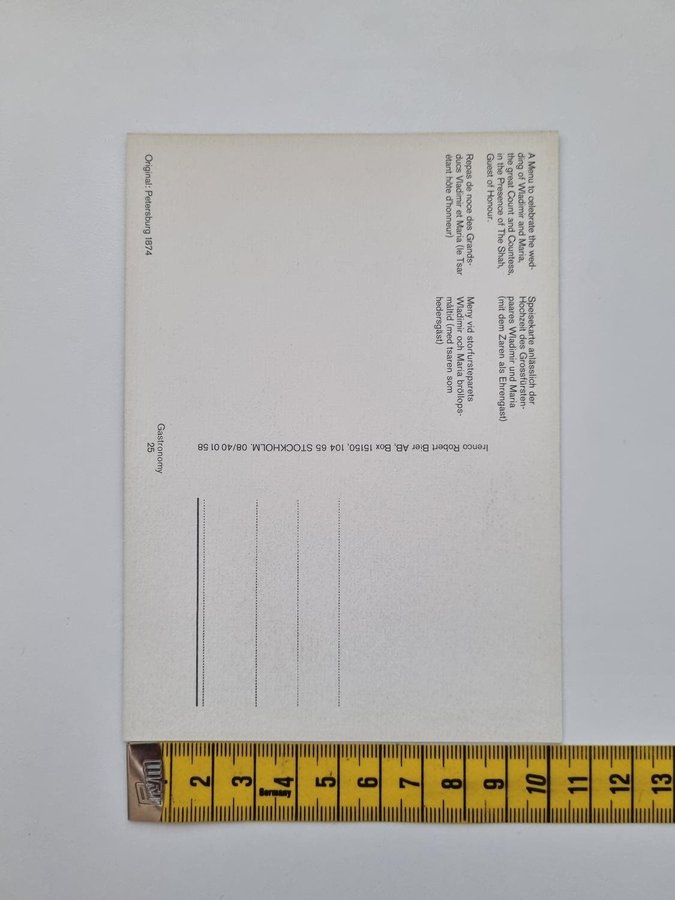 A Menu to celebrate the wed-
ding of Wladimir and Maria,
the great Count and Countess,
in the Presence of The Shah,
Guest of Honour.
Repas de noce des Grands-
ducs Vladimir et Maria (le Tsar
étant hôte d'honneur)
Speisekarte anlässlich der
Hochzeit des Grossfürsten-
paares Wladimir und Maria
(mit dem Zaren als Ehrengast)
Meny vid storfursteparets
Wladimir och Maria bröllops-
måltid (med tsaren som
hedersgäst)
Original: Petersburg 1874
Irenco Robert Bier AB, Box 15150, 104 65 STOCKHOLM. 08/40 01 58
Gastronomy
25
2 3 4 5 6 7 8 9 10 11 12 13
Germany